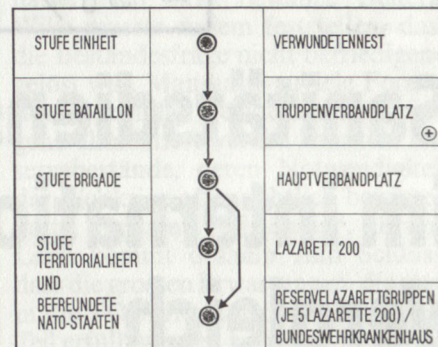 STUFE EINHEIT
VERWUNDETENNEST
STUFE BATAILLON
TRUPPENVERBANDPLATZ
STUFE BRIGADE
HAUPTVERBANDPLATZ
STUFE
TERRITORIALHEER
UND
BEFREUNDETE
NATO-STAATEN
LAZARETT 200
RESERVELAZARETTGRUPPEN
(JE 5 LAZARETTE 200) /
BUNDESWEHRKRANKENHAUS